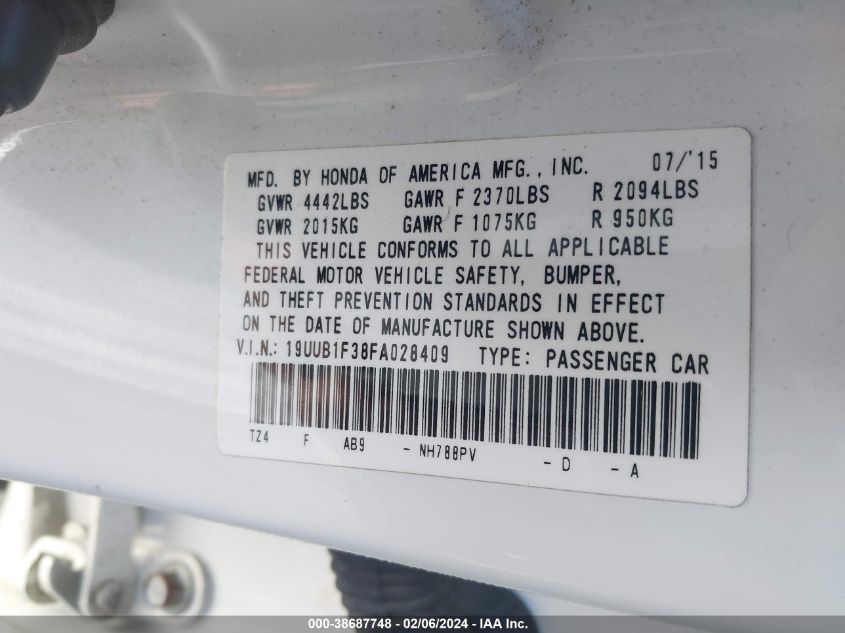 MFD. BY HONDA OF AMERICA MFG., INC. 07/'15
GVWR 4442LBS GAWR F 2370LBS R 2094LBS
GVWR 2015KG GAWR F 1075KG R 950KG
THIS VEHICLE CONFORMS TO ALL APPLICABLE
FEDERAL MOTOR VEHICLE SAFETY, BUMPER,
AND THEFT PREVENTION STANDARDS IN EFFECT
ON THE DATE OF MANUFACTURE SHOWN ABOVE.
V.I.N.: 19UUB1F38FA028409 TYPE: PASSENGER CAR
TZ4 F AB9 - NH788PV - D - A
000-38687748 - 02/06/2024 - IAA Inc.